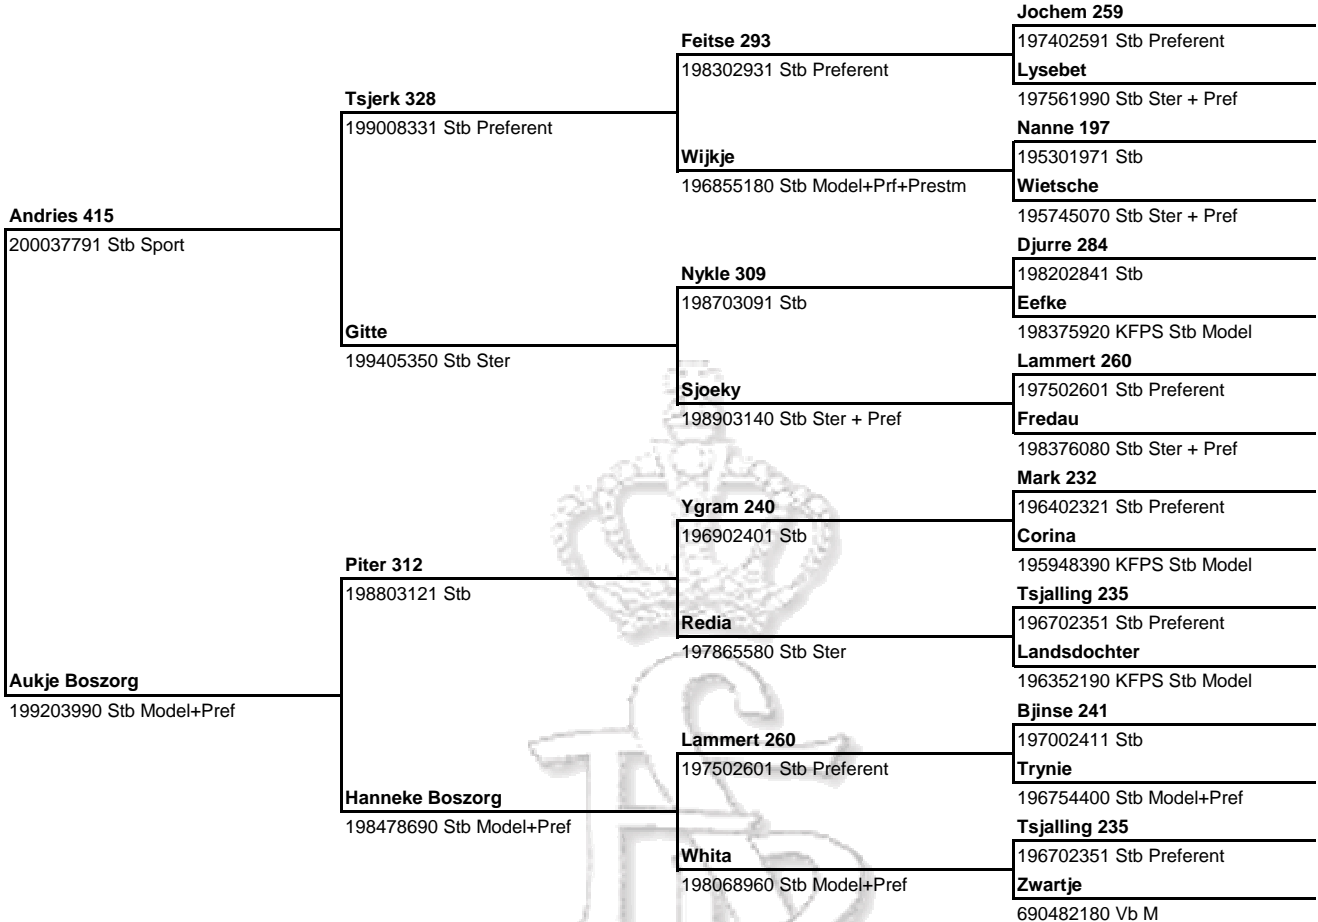 Andries 415
200037791 Stb Sport
Aukje Boszorg
199203990 Stb Model+Pref
Tsjerk 328
199008331 Stb Preferent
Gitte
199405350 Stb Ster
Piter 312
198803121 Stb
Hanneke Boszorg
198478690 Stb Model+Pref
Feitse 293
198302931 Stb Preferent
Wijkje
196855180 Stb Model+Prf+Prestm
Nykle 309
198703091 Stb
Sjoeky
198903140 Stb Ster + Pref
Ygram 240
196902401 Stb
Redia
197865580 Stb Ster
Lammert 260
197502601 Stb Preferent
Whita
198068960 Stb Model+Pref
Jochem 259
197402591 Stb Preferent
Lysebet
197561990 Stb Ster + Pref
Nanne 197
195301971 Stb
Wietsche
195745070 Stb Ster + Pref
Djurre 284
198202841 Stb
Eefke
198375920 KFPS Stb Model
Lammert 260
197502601 Stb Preferent
Fredau
198376080 Stb Ster + Pref
Mark 232
196402321 Stb Preferent
Corina
195948390 KFPS Stb Model
Tsjalling 235
196702351 Stb Preferent
Landsdochter
196352190 KFPS Stb Model
Bjinse 241
197002411 Stb
Trynie
196754400 Stb Model+Pref
Tsjalling 235
196702351 Stb Preferent
Zwartje
690482180 Vb M